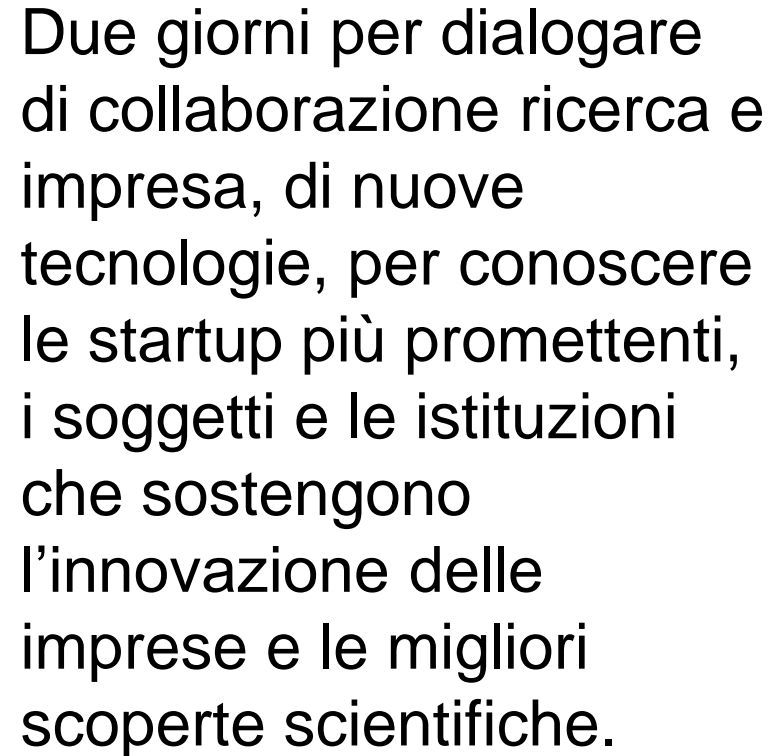 Due giorni per dialogare
di collaborazione ricerca e
impresa, di nuove
tecnologie, per conoscere
le startup più promettenti,
i soggetti e le istituzioni
che sostengono
l’innovazione delle
imprese e le migliori
scoperte scientifiche.